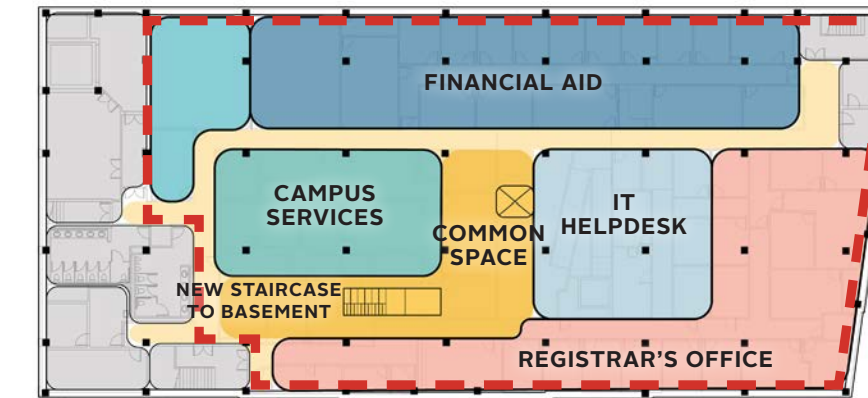 FINANCIAL AID
CAMPUS
SERVICES
COMMON
SPACE
IT
HELPDESK
NEW STAIRCASE
TO BASEMENT
REGISTRAR'S OFFICE